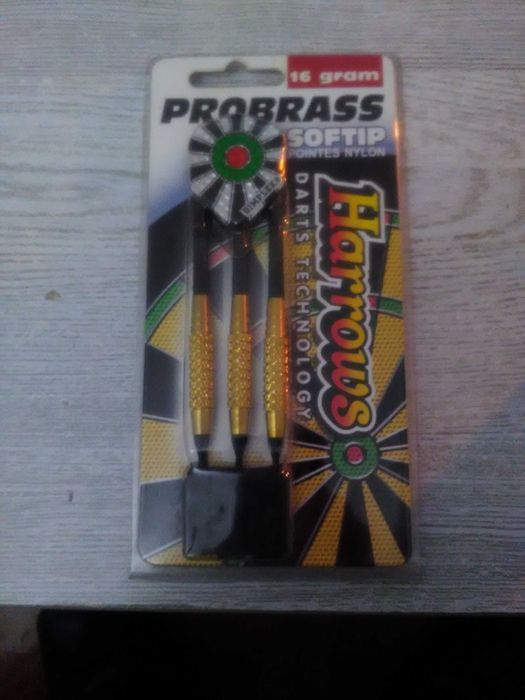 16 gram
PROBRASS
SOFTIP
POINTES NYLON
Harrows
DARTS TECHNOLOGY